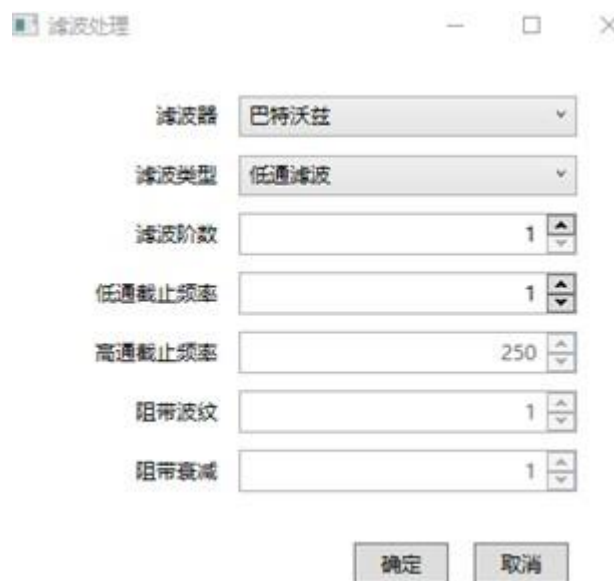 滤波处理
滤波器 巴特沃兹
滤波类型 低通滤波
滤波阶数 1
低通截止频率 1
高通截止频率 250
阻带波纹 1
阻带衰减 1
确定 取消